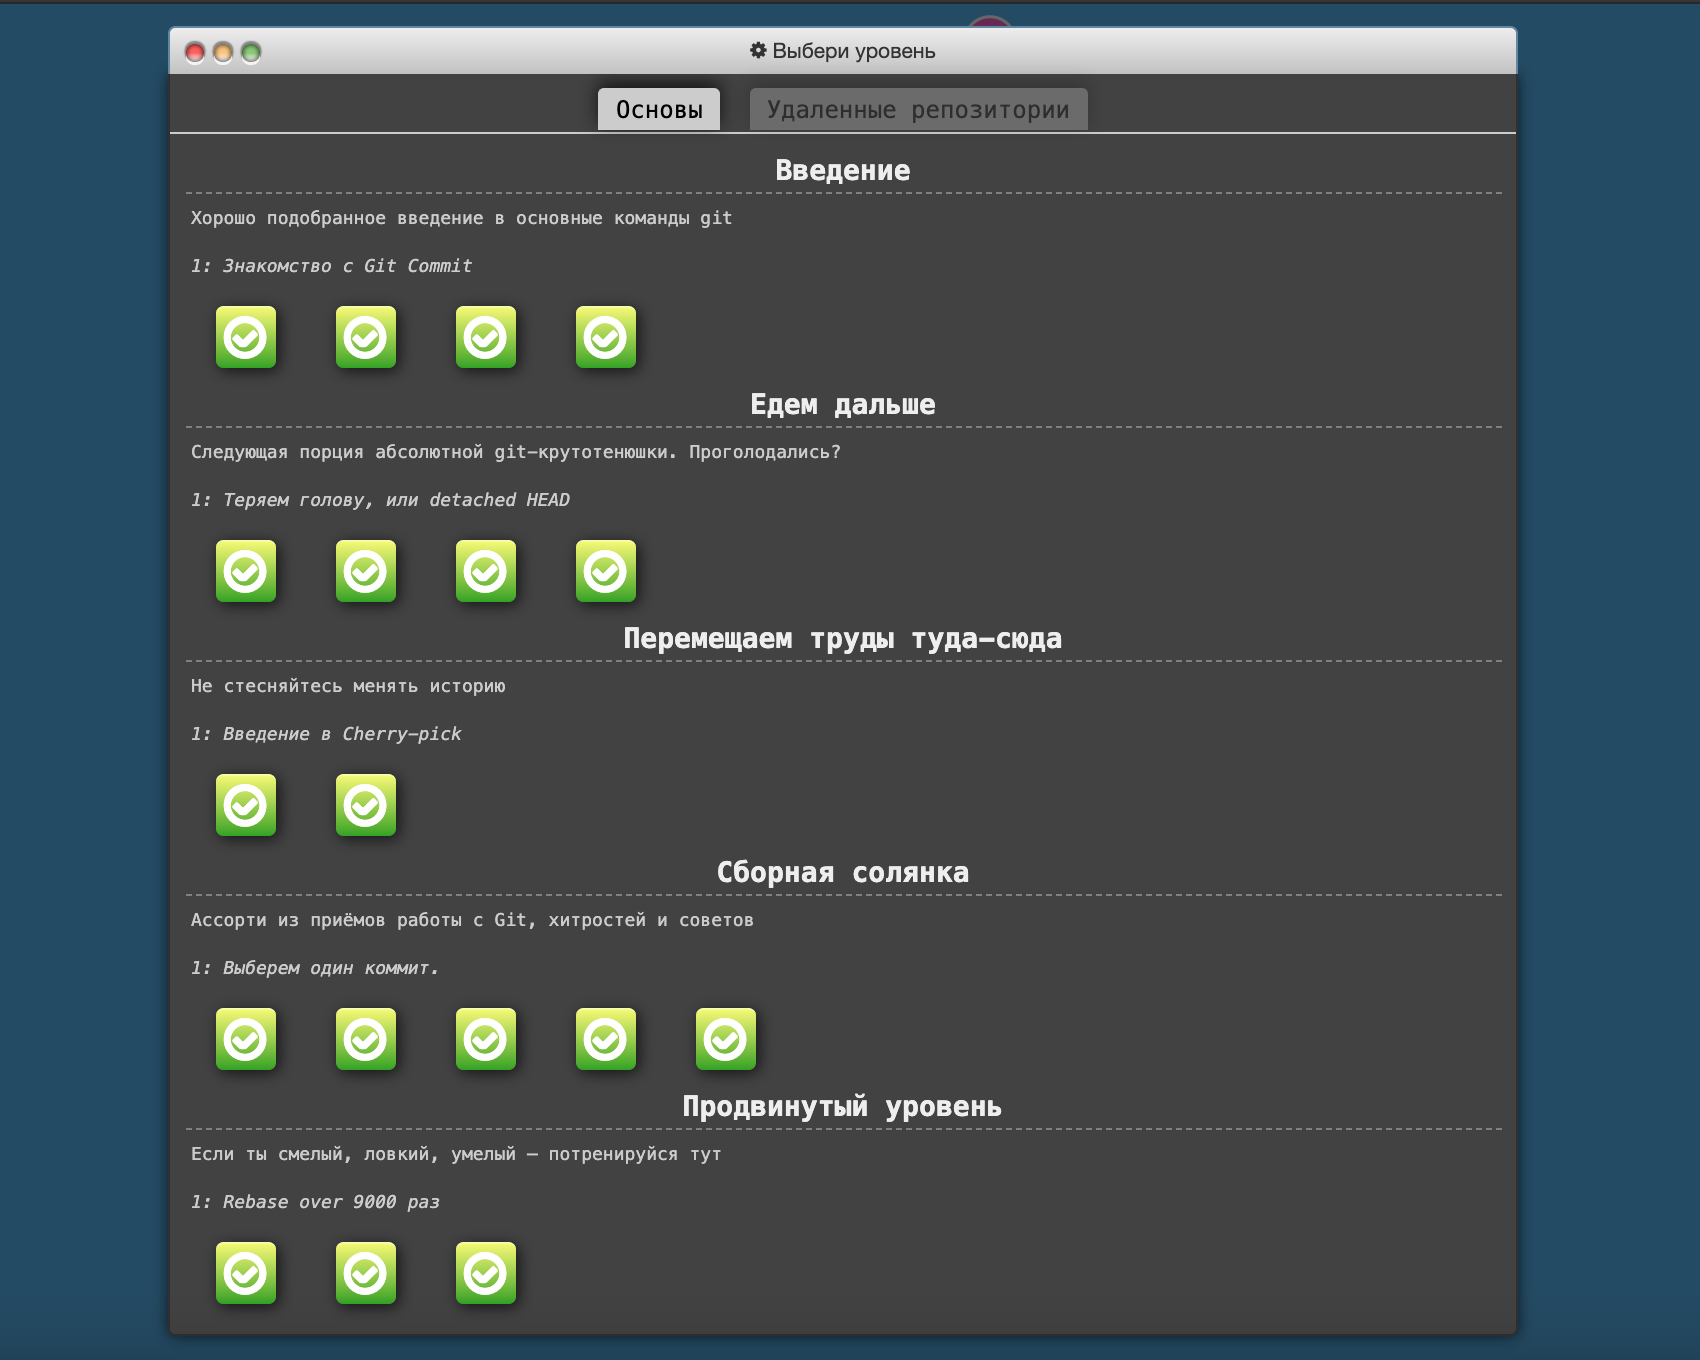 Выбери уровень
Основы
Удаленные репозитории
Введение
Хорошо подобранное введение в основные команды git
1: Знакомство с Git Commit
Едем дальше
Следующая порция абсолютной git-крутотенюшки. Проголодались?
1: Теряем голову, или detached HEAD
Перемещаем труды туда-сюда
Не стесняйтесь менять историю
1: Введение в Cherry-pick
Сборная солянка
Ассорти из приёмов работы с Git, хитростей и советов
1: Выберем один коммит.
Продвинутый уровень
Если ты смелый, ловкий, умелый — потренируйся тут
1: Rebase over 9000 раз